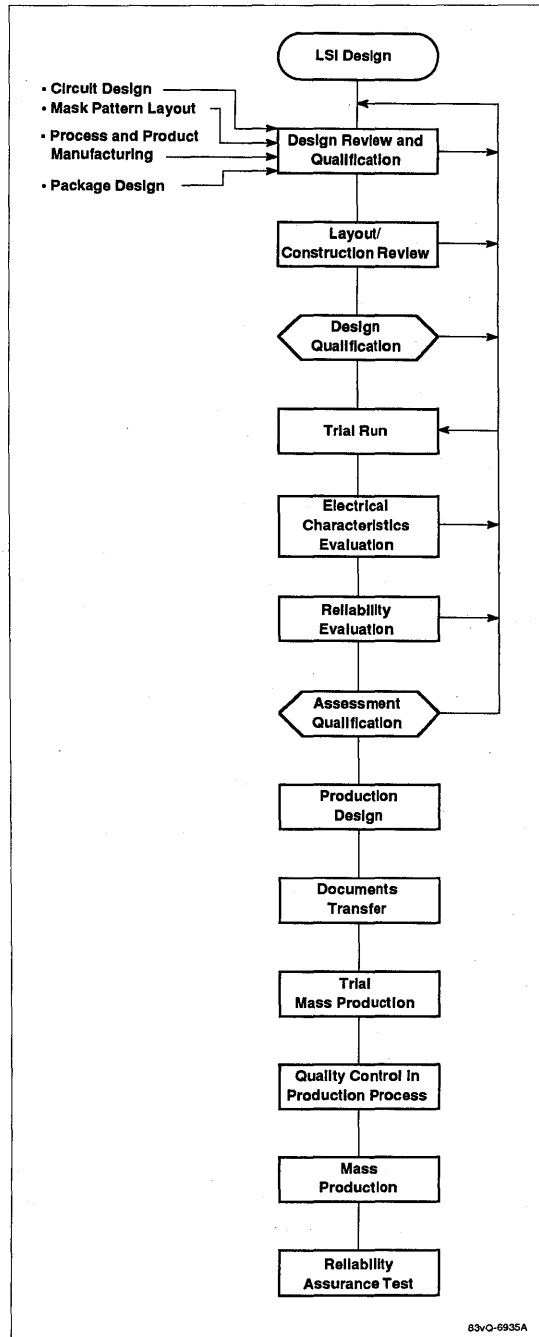 LSI Design
• Circuit Design
• Mask Pattern Layout
• Process and Product
Manufacturing
• Package Design
Design Review and
Qualification
Layout/
Construction Review
Design
Qualification
Trial Run
Electrical
Characteristics
Evaluation
Reliability
Evaluation
Assessment
Qualification
Production
Design
Documents
Transfer
Trial
Mass Production
Quality Control in
Production Process
Mass
Production
Reliability
Assurance Test
83vQ-6935A